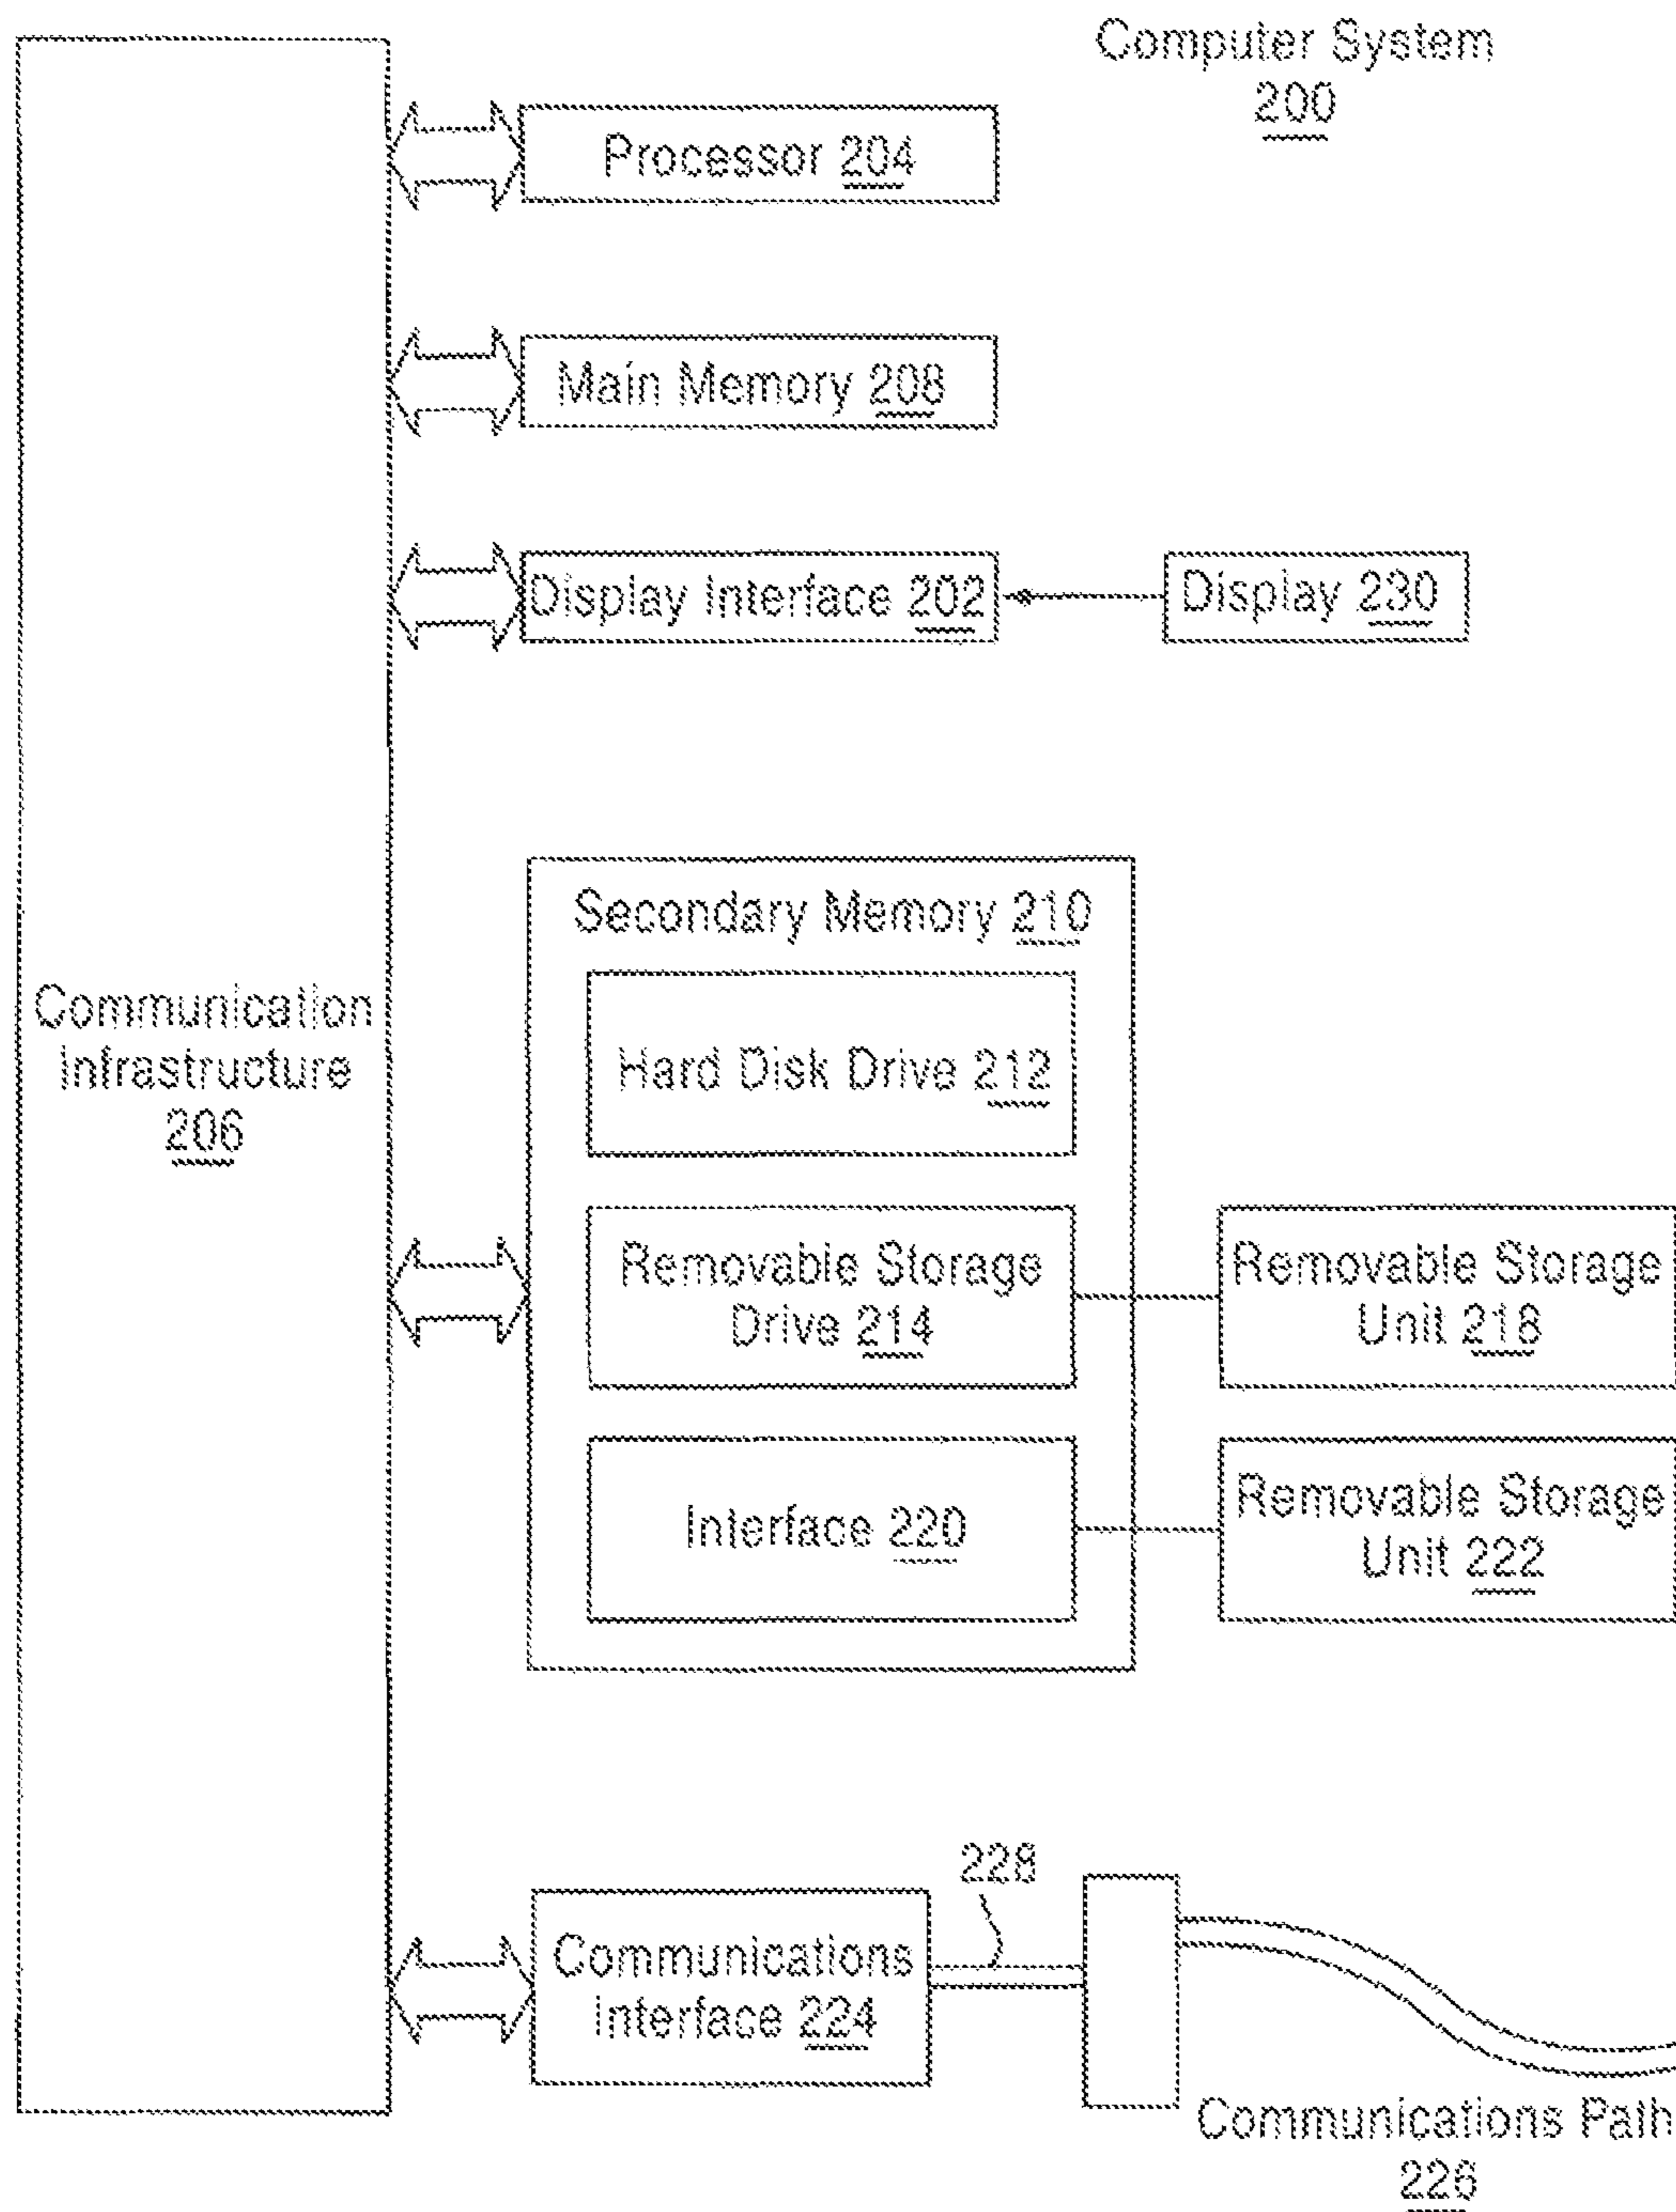 Computer System
200
Processor 204
Main Memory 208
Display Interface 202
Display 230
Secondary Memory 210
Hard Disk Drive 212
Communication
Infrastructure
206
Removable Storage
Drive 214
Removable Storage
Unit 218
Interface 220
Removable Storage
Unit 222
228
Communications
Interface 224
Communications Path
226